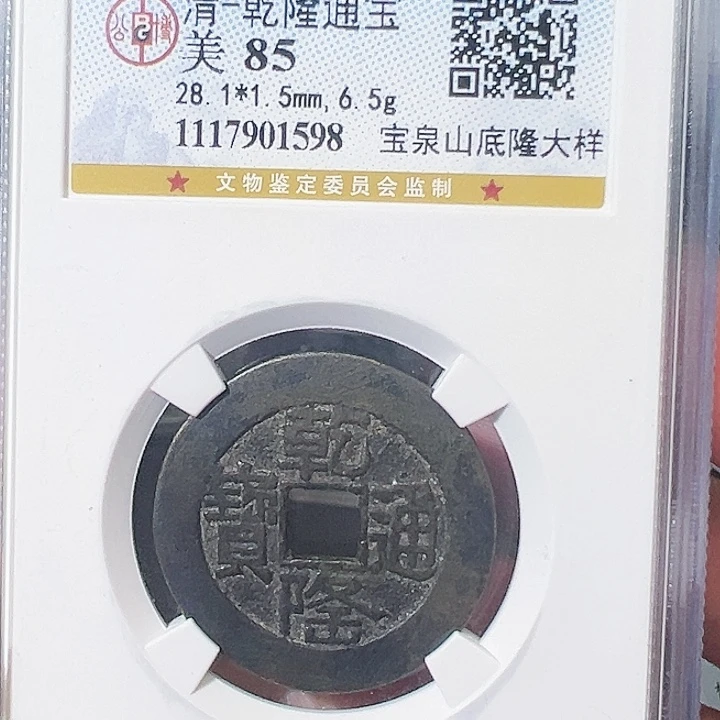 清-乾隆通宝
美 85
28.1*1.5mm,6.5g
1117901598 宝泉山底隆大样
★ 文物鉴定委员会监制 ★
乾
寶 通
隆